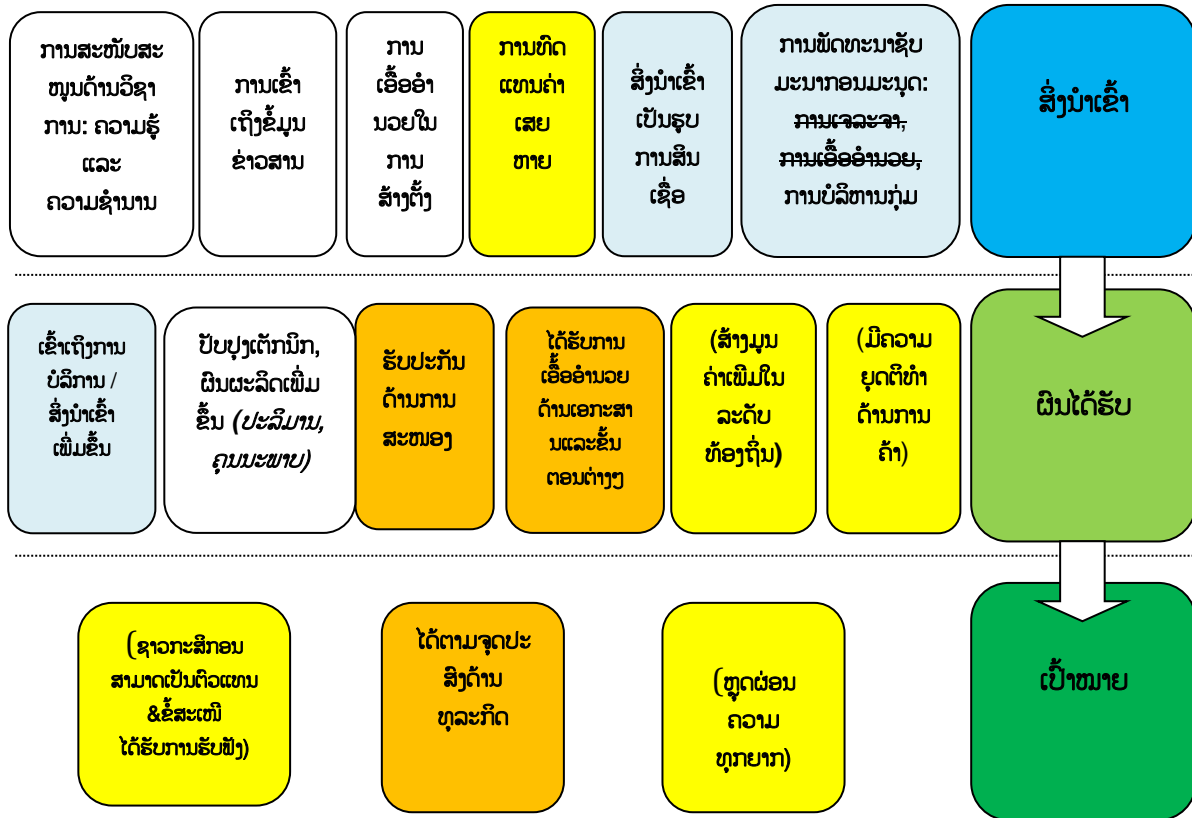 ການສະໜັບສະ
ໜູນດ້ານວິຊາ
ການ: ຄວາມຮູ້
ແລະ
ຄວາມຊໍານານ
ການເຂົ້າ
ເຖິງຂໍ້ມູນ
ຂ່າວສານ
ການ
ເອື້ອອໍາ
ນວຍໃນ
ການ
ສ້າງຕັ້ງ
ການທົດ
ແທນຄ່າ
ເສຍ
ຫາຍ
ສິ່ງນໍາເຂົ້າ
ເປັນຮູບ
ການສິນ
ເຊື່ອ
ການພັດທະນາຊັບ
ມະນາກອນມະນຸດ:
ການເຈລະຈາ,
ການເອື້ອອໍານວຍ,
ການບໍລິຫານກຸ່ມ
ສິ່ງນໍາເຂົ້າ
ເຂົ້າເຖິງການ
ບໍລິການ /
ສິ່ງນໍາເຂົ້າ
ເພີ່ມຂຶ້ນ
ປັບປຸງເຕັກນິກ,
ຜົນຜະລິດເພີ່ມ
ຂຶ້ນ (ປະລິມານ,
ຄຸນນະພາບ)
ຮັບປະກັນ
ດ້ານການ
ສະໜອງ
ໄດ້ຮັບການ
ເອື້ອອໍານວຍ
ດ້ານເອກະສາ
ນແລະຂັ້ນ
ຕອນຕ່າງໆ
(ສ້າງມູນ
ຄ່າເພີມໃນ
ລະດັບ
ທ້ອງຖິ່ນ)
(ມີຄວາມ
ຍຸດຕິທໍາ
ດ້ານການ
ຄ້າ)
ຜົນໄດ້ຮັບ
(ຊາວກະສິກອນ
ສາມາດເປັນຕົວແທນ
&ຂໍ້ສະເໜີ
ໄດ້ຮັບການຮັບຟັງ)
ໄດ້ຕາມຈຸດປະ
ສົງດ້ານ
ທຸລະກິດ
(ຫຼຸດຜ່ອນ
ຄວາມ
ທຸກຍາກ)
ເປົ້າໝາຍ